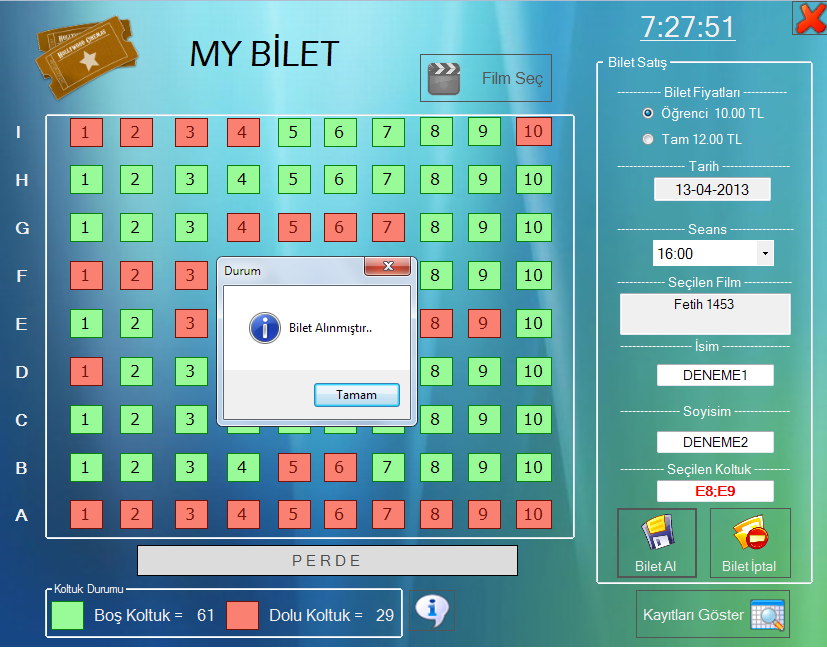 HOLLYWOOD CINEMAS
MY BİLET
7:27:51
Film Seç
Bilet Satış
Bilet Fiyatları
Öğrenci 10.00 TL
Tam 12.00 TL
Tarih
13-04-2013
Seans
16:00
Seçilen Film
Fetih 1453
İsim
DENEME1
Soyisim
DENEME2
Seçilen Koltuk
E8;E9
Bilet Al
Bilet İptal
Kayıtları Göster
I 1 2 3 4 5 6 7 8 9 10
H 1 2 3 4 5 6 7 8 9 10
G 1 2 3 4 5 6 7 8 9 10
F 1 2 3 8 9 10
E 1 2 3 8 9 10
D 1 2 3 8 9 10
C 1 2 3 8 9 10
B 1 2 3 4 5 6 7 8 9 10
A 1 2 3 4 5 6 7 8 9 10
Durum
Bilet Alınmıştır..
Tamam
PERDE
Koltuk Durumu
Boş Koltuk = 61
Dolu Koltuk = 29